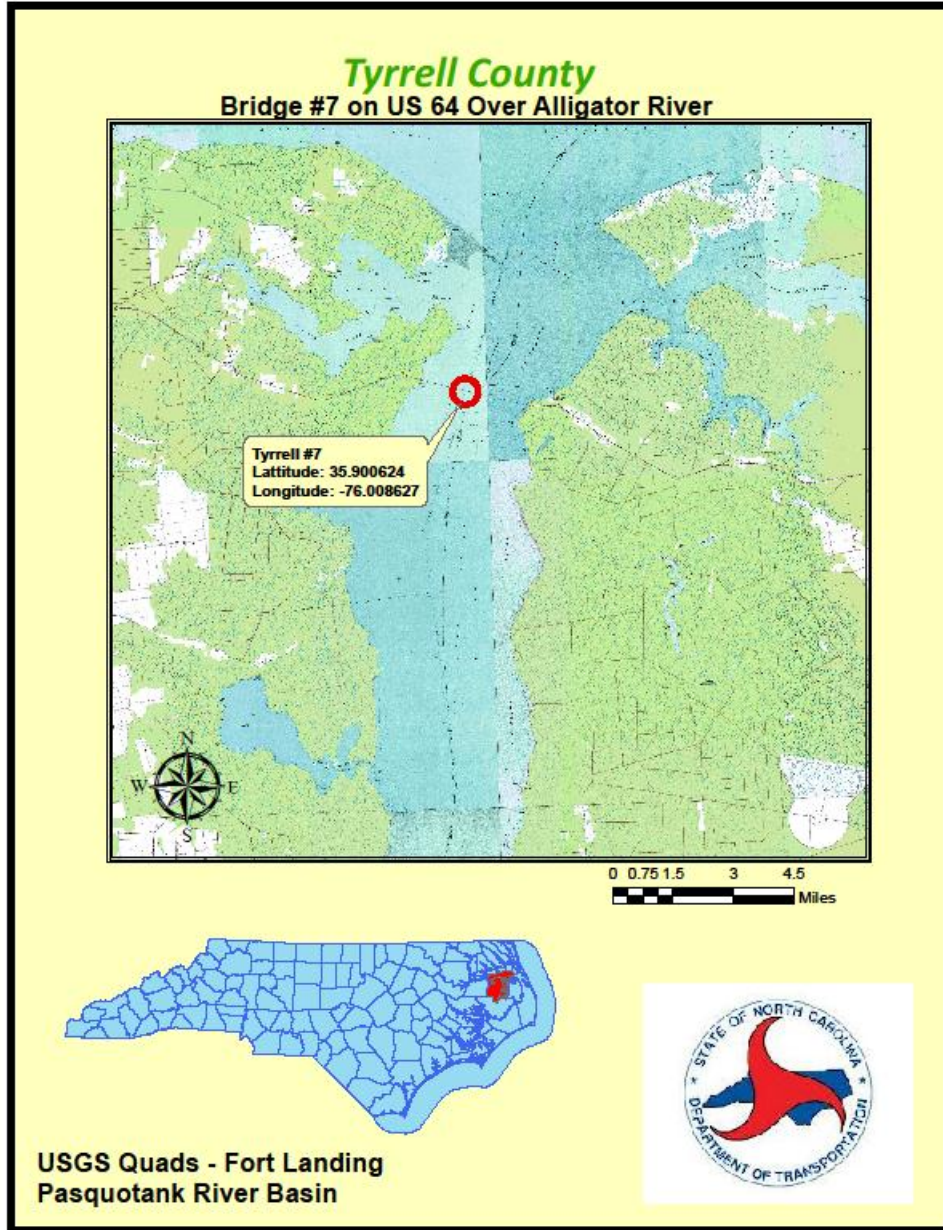 Tyrrell County
Bridge #7 on US 64 Over Alligator River
Tyrrell #7
Lattitude: 35.900624
Longitude: -76.008627
N
W E
S
0 0.75 1.5 3 4.5
Miles
STATE OF NORTH CAROLINA
DEPARTMENT OF TRANSPORTATION
USGS Quads - Fort Landing
Pasquotank River Basin